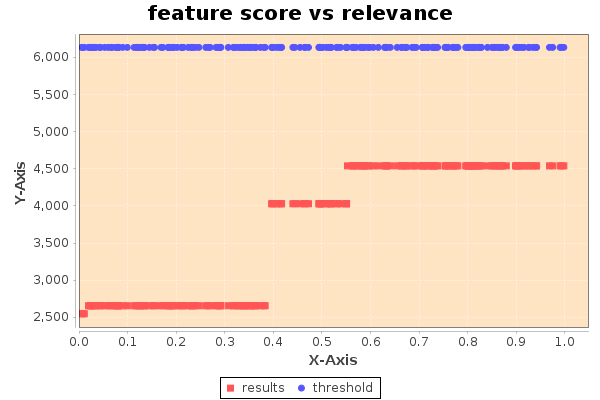 feature score vs relevance
6,000
5,500
5,000
4,500
4,000
3,500
3,000
2,500
Y-Axis
0.0 0.1 0.2 0.3 0.4 0.5 0.6 0.7 0.8 0.9 1.0
X-Axis
results threshold